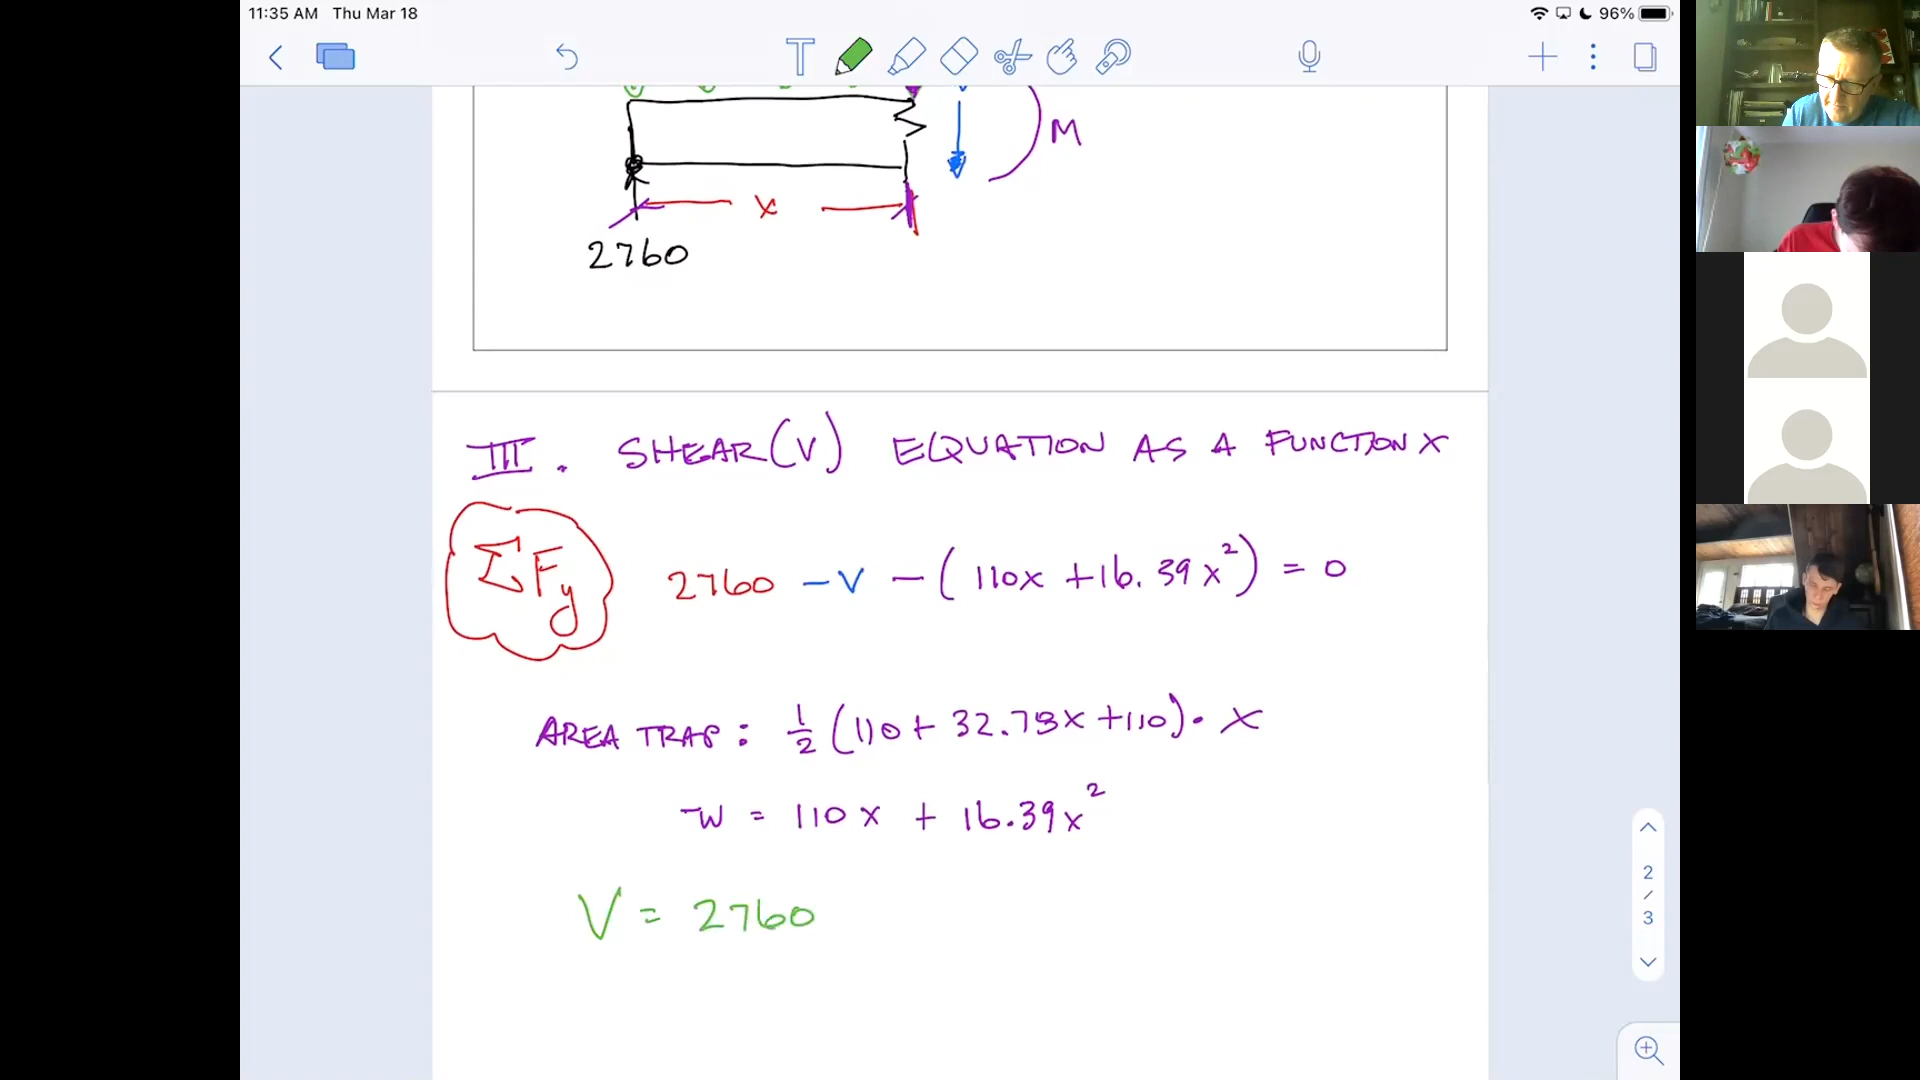 11:35 AM Thu Mar 18
96%
M
x
2760
III. SHEAR(V) EQUATION AS A FUNCTION X
ΣFy 2760 - V - (110x + 16.39x²) = 0
AREA TRAP: 1/2 (110 + 32.78x + 110) • X
W = 110x + 16.39x²
V = 2760
2
/
3